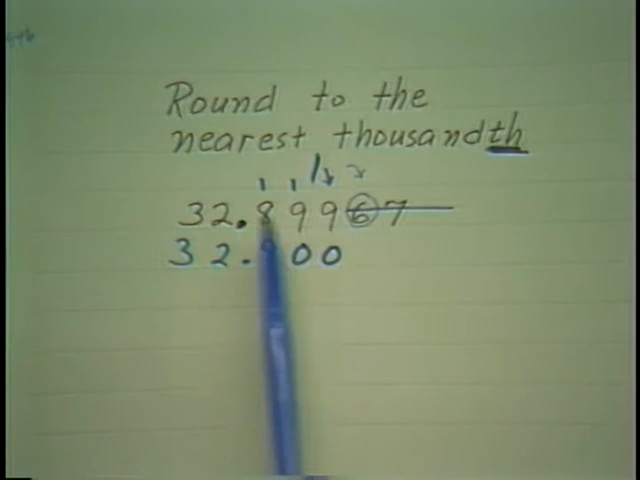 Round to the
nearest thousandth
32.89967
32. 00